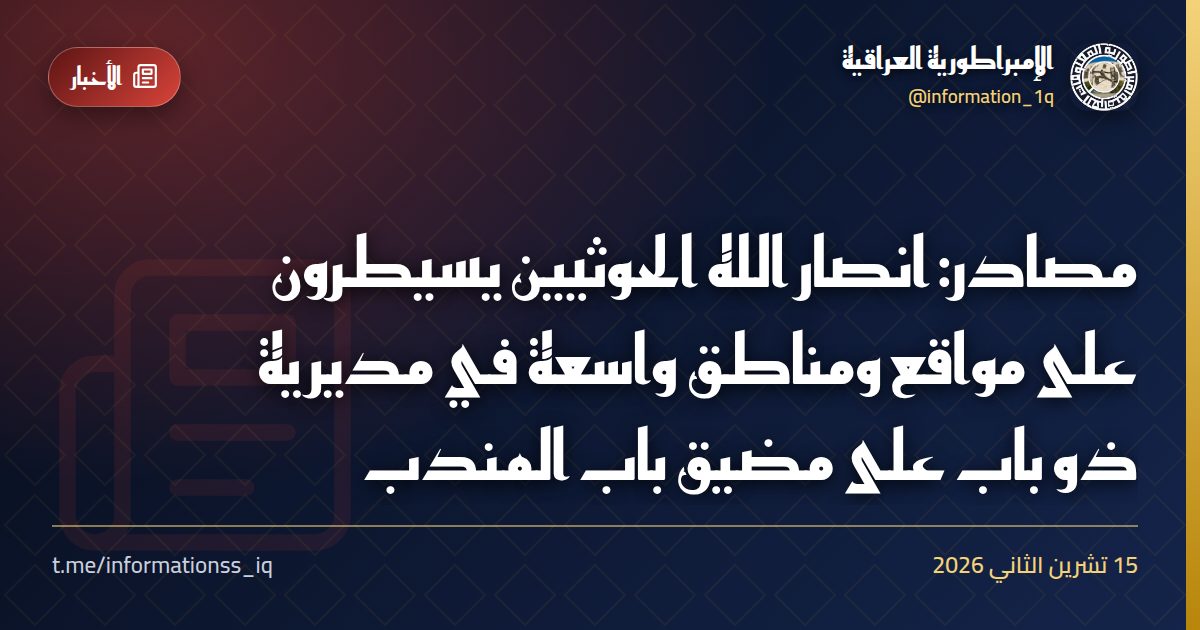 الإمبراطورية العراقية
@information_1q
الأخبار
مصادر: انصار الله الحوثيين يسيطرون
على مواقع ومناطق واسعة في مديرية
ذو باب على مضيق باب المندب
15 تشرين الثاني 2026
t.me/informationss_iq